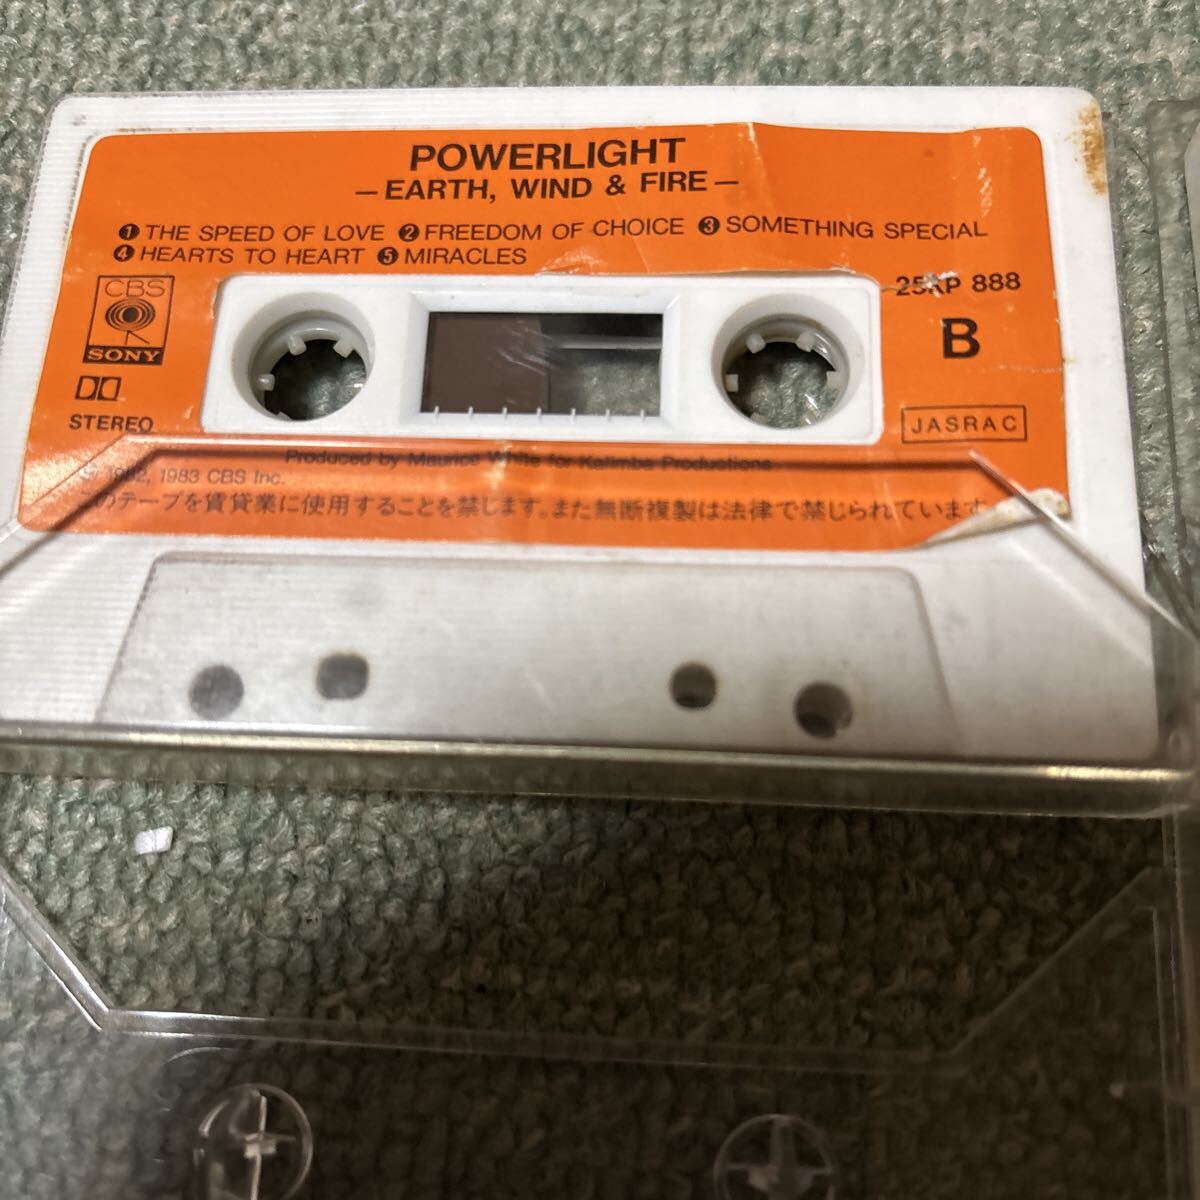 POWERLIGHT
— EARTH, WIND & FIRE —
❶ THE SPEED OF LOVE ❷ FREEDOM OF CHOICE ❸ SOMETHING SPECIAL
❹ HEARTS TO HEART ❺ MIRACLES
CBS
SONY
STEREO
25KP 888
B
JASRAC
Produced by Maurice White for Kalimba Productions
℗ 1982, 1983 CBS Inc.
このテープを賃貸業に使用することを禁じます。また無断複製は法律で禁じられています。